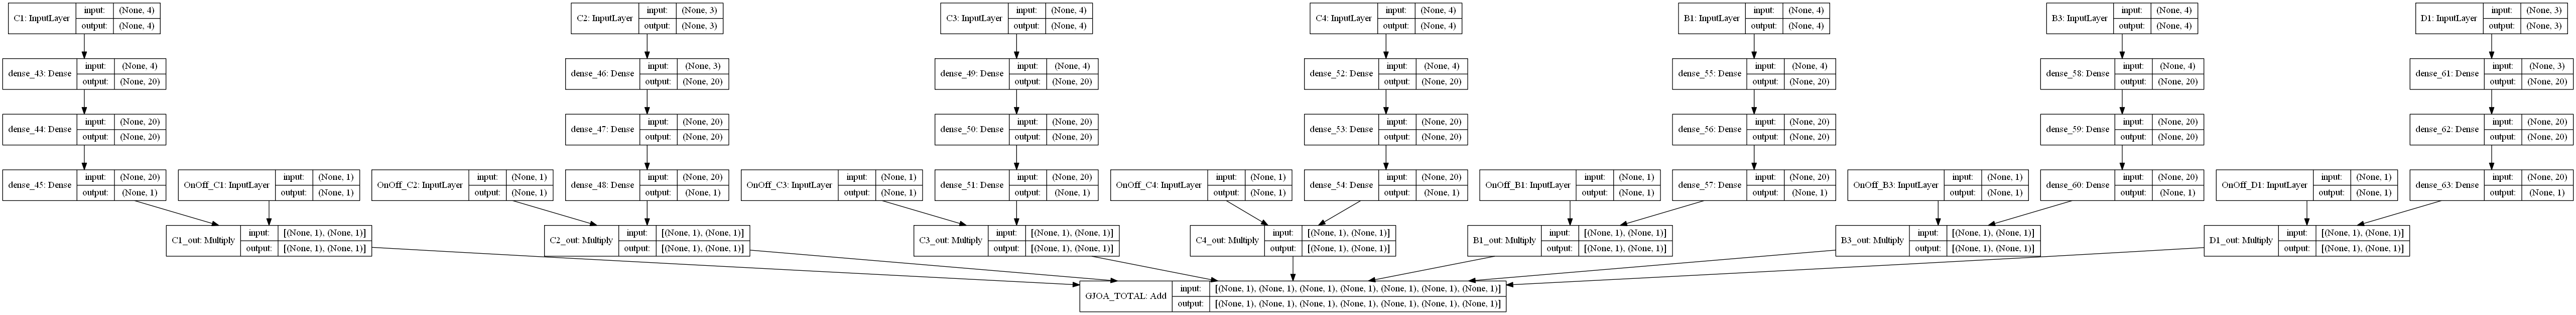 C1: InputLayer input: (None, 4) output: (None, 4)
C2: InputLayer input: (None, 3) output: (None, 3)
C3: InputLayer input: (None, 4) output: (None, 4)
C4: InputLayer input: (None, 4) output: (None, 4)
B1: InputLayer input: (None, 4) output: (None, 4)
B3: InputLayer input: (None, 4) output: (None, 4)
D1: InputLayer input: (None, 3) output: (None, 3)
dense_43: Dense input: (None, 4) output: (None, 20)
dense_46: Dense input: (None, 3) output: (None, 20)
dense_49: Dense input: (None, 4) output: (None, 20)
dense_52: Dense input: (None, 4) output: (None, 20)
dense_55: Dense input: (None, 4) output: (None, 20)
dense_58: Dense input: (None, 4) output: (None, 20)
dense_61: Dense input: (None, 3) output: (None, 20)
dense_44: Dense input: (None, 20) output: (None, 20)
dense_47: Dense input: (None, 20) output: (None, 20)
dense_50: Dense input: (None, 20) output: (None, 20)
dense_53: Dense input: (None, 20) output: (None, 20)
dense_56: Dense input: (None, 20) output: (None, 20)
dense_59: Dense input: (None, 20) output: (None, 20)
dense_62: Dense input: (None, 20) output: (None, 20)
dense_45: Dense input: (None, 20) output: (None, 1)
OnOff_C1: InputLayer input: (None, 1) output: (None, 1)
OnOff_C2: InputLayer input: (None, 1) output: (None, 1)
dense_48: Dense input: (None, 20) output: (None, 1)
OnOff_C3: InputLayer input: (None, 1) output: (None, 1)
dense_51: Dense input: (None, 20) output: (None, 1)
OnOff_C4: InputLayer input: (None, 1) output: (None, 1)
dense_54: Dense input: (None, 20) output: (None, 1)
OnOff_B1: InputLayer input: (None, 1) output: (None, 1)
dense_57: Dense input: (None, 20) output: (None, 1)
OnOff_B3: InputLayer input: (None, 1) output: (None, 1)
dense_60: Dense input: (None, 20) output: (None, 1)
OnOff_D1: InputLayer input: (None, 1) output: (None, 1)
dense_63: Dense input: (None, 20) output: (None, 1)
C1_out: Multiply input: [(None, 1), (None, 1)] output: [(None, 1), (None, 1)]
C2_out: Multiply input: [(None, 1), (None, 1)] output: [(None, 1), (None, 1)]
C3_out: Multiply input: [(None, 1), (None, 1)] output: [(None, 1), (None, 1)]
C4_out: Multiply input: [(None, 1), (None, 1)] output: [(None, 1), (None, 1)]
B1_out: Multiply input: [(None, 1), (None, 1)] output: [(None, 1), (None, 1)]
B3_out: Multiply input: [(None, 1), (None, 1)] output: [(None, 1), (None, 1)]
D1_out: Multiply input: [(None, 1), (None, 1)] output: [(None, 1), (None, 1)]
GJOA_TOTAL: Add input: [(None, 1), (None, 1), (None, 1), (None, 1), (None, 1), (None, 1), (None, 1)] output: [(None, 1), (None, 1), (None, 1), (None, 1), (None, 1), (None, 1), (None, 1)]